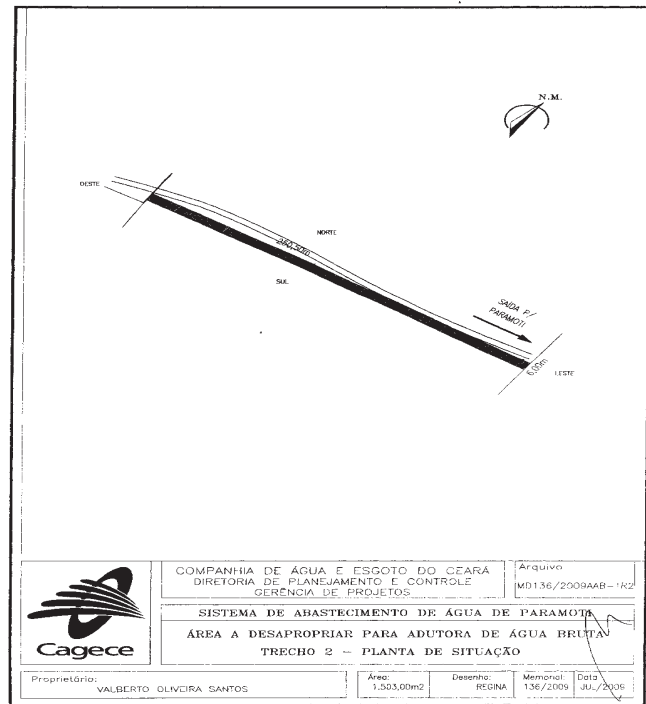 N.M.
OESTE
NORTE
250,50m
SUL
SAÍDA P/
PARAMOTI
6,00m
LESTE
Cagece
COMPANHIA DE ÁGUA E ESGOTO DO CEARÁ
DIRETORIA DE PLANEJAMENTO E CONTROLE
GERÊNCIA DE PROJETOS
Arquivo
MD136/2009AAB-TR2
SISTEMA DE ABASTECIMENTO DE ÁGUA DE PARAMOTI
ÁREA A DESAPROPRIAR PARA ADUTORA DE ÁGUA BRUTA
TRECHO 2 - PLANTA DE SITUAÇÃO
Proprietário:
VALBERTO OLIVEIRA SANTOS
Área:
1.503,00m2
Desenho:
REGINA
Memorial:
136/2009
Data
JUL/2009